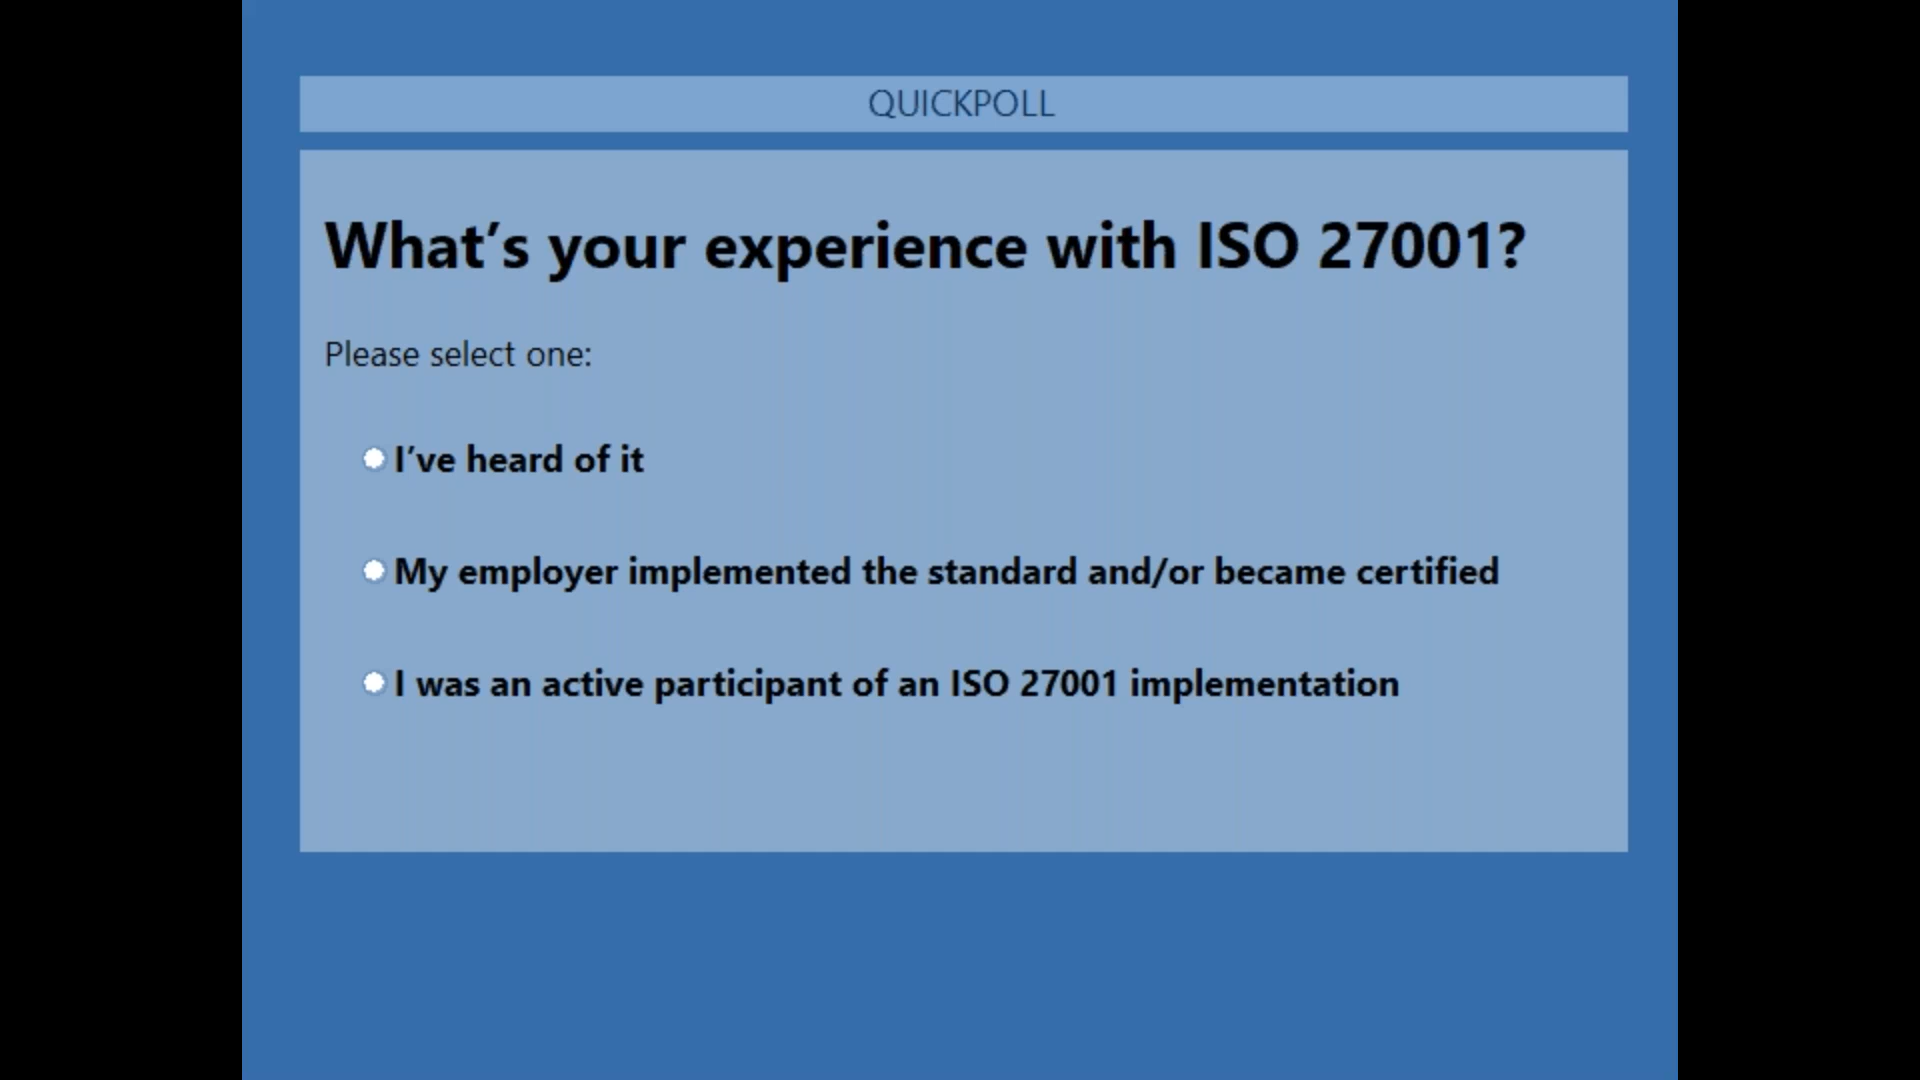 QUICKPOLL
What’s your experience with ISO 27001?
Please select one:
I’ve heard of it
My employer implemented the standard and/or became certified
I was an active participant of an ISO 27001 implementation